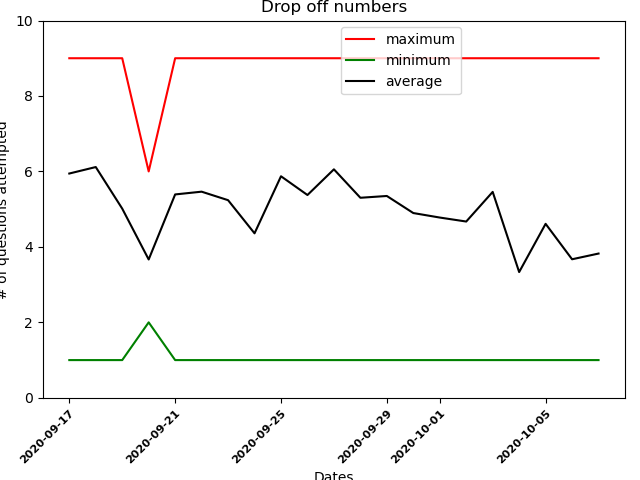 Drop off numbers
maximum
minimum
average
# of questions attempted
10
8
6
4
2
0
2020-09-17
2020-09-21
2020-09-25
2020-09-29
2020-10-01
2020-10-05
Dates